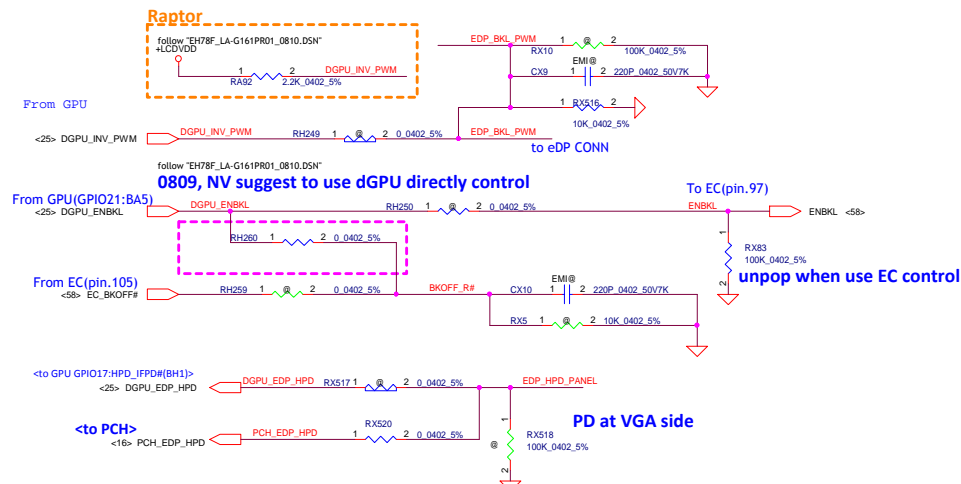 Raptor
follow "EH78F_LA-G161PR01_0810.DSN"
+LCDVDD
DGPU_INV_PWM
1 2
RA92 2.2K_0402_5%
EDP_BKL_PWM 1 @ 2
RX10 100K_0402_5%
EMI@
CX9 1 2 220P_0402_50V7K
1 2
RX516
10K_0402_5%
From GPU
<25> DGPU_INV_PWM DGPU_INV_PWM RH249 1 @ 2 0_0402_5% EDP_BKL_PWM
to eDP CONN
follow "EH78F_LA-G161PR01_0810.DSN"
0809, NV suggest to use dGPU directly control
From GPU(GPIO21:BA5)
<25> DGPU_ENBKL DGPU_ENBKL RH250 1 @ 2 0_0402_5% ENBKL
To EC(pin.97)
ENBKL <58>
RH260 1 2 0_0402_5%
1
RX83
100K_0402_5%
2
unpop when use EC control
From EC(pin.105)
<58> EC_BKOFF# RH259 1 @ 2 0_0402_5% BKOFF_R#
EMI@
CX10 1 2 220P_0402_50V7K
RX5 1 @ 2 10K_0402_5%
<to GPU GPIO17:HPD_IFPD#(BH1)>
<25> DGPU_EDP_HPD DGPU_EDP_HPD RX517 1 @ 2 0_0402_5% EDP_HPD_PANEL
<to PCH>
<16> PCH_EDP_HPD PCH_EDP_HPD 1 2 0_0402_5%
RX520
1
@
RX518
100K_0402_5%
2
PD at VGA side